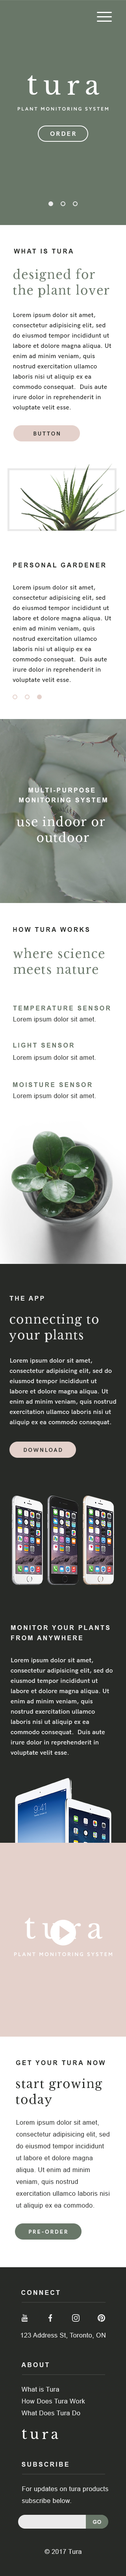 tura
PLANT MONITORING SYSTEM
ORDER
WHAT IS TURA
designed for
the plant lover
Lorem ipsum dolor sit amet,
consectetur adipisicing elit, sed
do eiusmod tempor incididunt ut
labore et dolore magna aliqua. Ut
enim ad minim veniam, quis
nostrud exercitation ullamco
laboris nisi ut aliquip ex ea
commodo consequat.  Duis aute
irure dolor in reprehenderit in
voluptate velit esse.
BUTTON
PERSONAL GARDENER
Lorem ipsum dolor sit amet,
consectetur adipisicing elit, sed do
eiusmod tempor incididunt ut
labore et dolore magna aliqua. Ut
enim ad minim veniam, quis
nostrud exercitation ullamco
laboris nisi ut aliquip ex ea
commodo consequat.  Duis aute
irure dolor in reprehenderit in
voluptate velit esse.
MULTI-PURPOSE
MONITORING SYSTEM
use indoor or
outdoor
HOW TURA WORKS
where science
meets nature
TEMPERATURE SENSOR
Lorem ipsum dolor sit amet.
LIGHT SENSOR
Lorem ipsum dolor sit amet.
MOISTURE SENSOR
Lorem ipsum dolor sit amet.
THE APP
connecting to
your plants
Lorem ipsum dolor sit amet,
consectetur adipisicing elit, sed do
eiusmod tempor incididunt ut
labore et dolore magna aliqua. Ut
enim ad minim veniam, quis nostrud
exercitation ullamco laboris nisi ut
aliquip ex ea commodo consequat.
DOWNLOAD
MONITOR YOUR PLANTS
FROM ANYWHERE
Lorem ipsum dolor sit amet,
consectetur adipisicing elit, sed do
eiusmod tempor incididunt ut
labore et dolore magna aliqua. Ut
enim ad minim veniam, quis
nostrud exercitation ullamco
laboris nisi ut aliquip ex ea
commodo consequat.  Duis aute
irure dolor in reprehenderit in
voluptate velit esse.
9:41
tura
PLANT MONITORING SYSTEM
GET YOUR TURA NOW
start growing
today
Lorem ipsum dolor sit amet,
consectetur adipisicing elit, sed
do eiusmod tempor incididunt
ut labore et dolore magna
aliqua. Ut enim ad minim
veniam, quis nostrud
exercitation ullamco laboris nisi
ut aliquip ex ea commodo.
PRE-ORDER
CONNECT
123 Address St, Toronto, ON
ABOUT
What is Tura
How Does Tura Work
What Does Tura Do
tura
SUBSCRIBE
For updates on tura products
subscribe below.
GO
© 2017 Tura